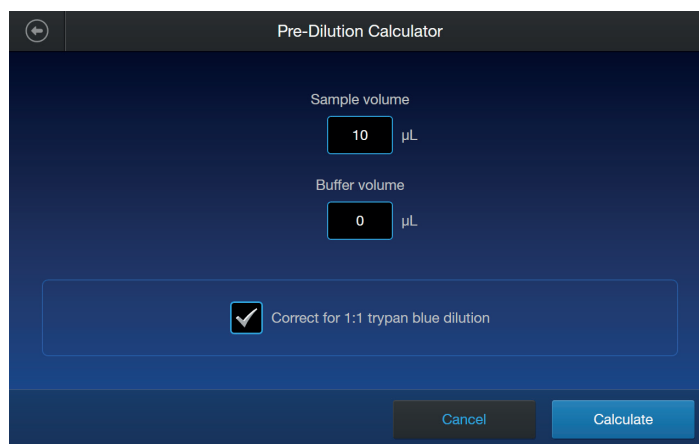 Pre-Dilution Calculator
Sample volume
10 µL
Buffer volume
0 µL
Correct for 1:1 trypan blue dilution
Cancel Calculate